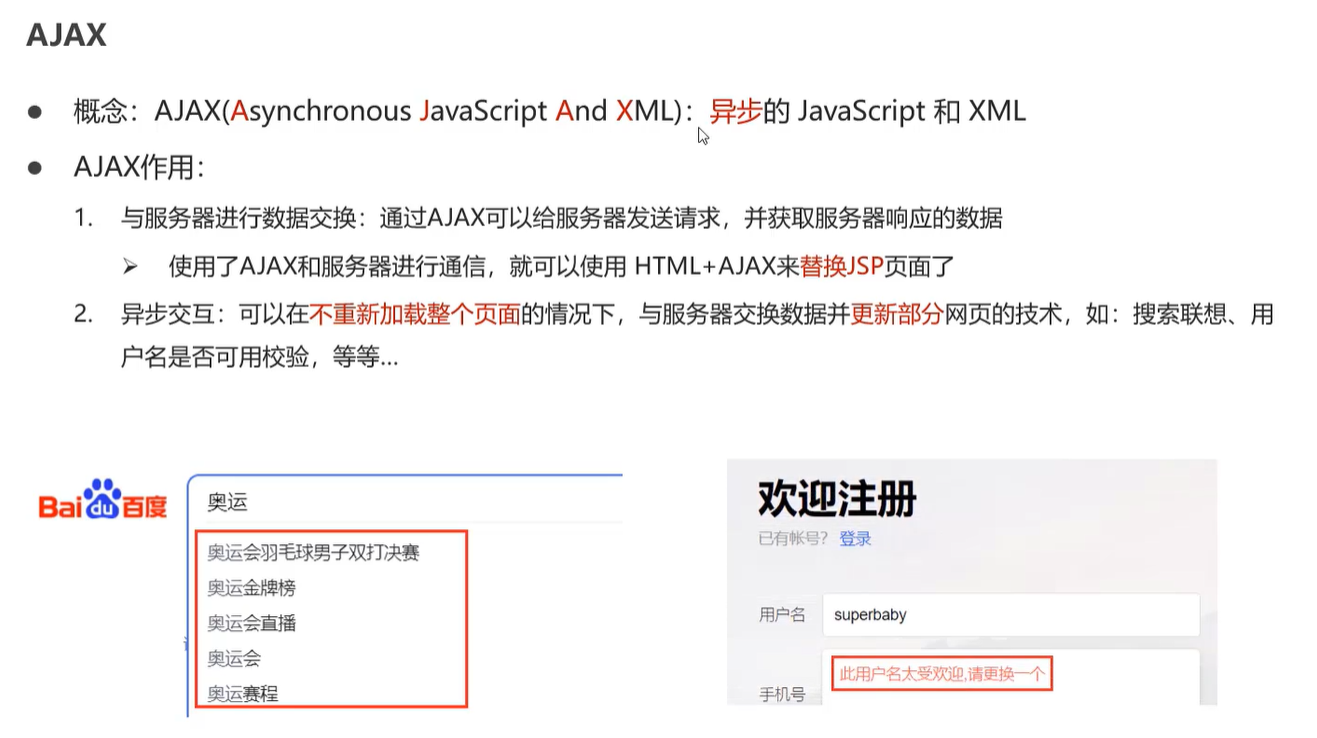 AJAX
● 概念：AJAX(Asynchronous JavaScript And XML)：异步的 JavaScript 和 XML
● AJAX作用：
1. 与服务器进行数据交换：通过AJAX可以给服务器发送请求，并获取服务器响应的数据
➢ 使用了AJAX和服务器进行通信，就可以使用 HTML+AJAX来替换JSP页面了
2. 异步交互：可以在不重新加载整个页面的情况下，与服务器交换数据并更新部分网页的技术，如：搜索联想、用
户名是否可用校验，等等…
Bai du 百度
奥运
奥运会羽毛球男子双打决赛
奥运金牌榜
奥运会直播
奥运会
奥运赛程
欢迎注册
已有帐号? 登录
用户名 superbaby
此用户名太受欢迎,请更换一个
手机号